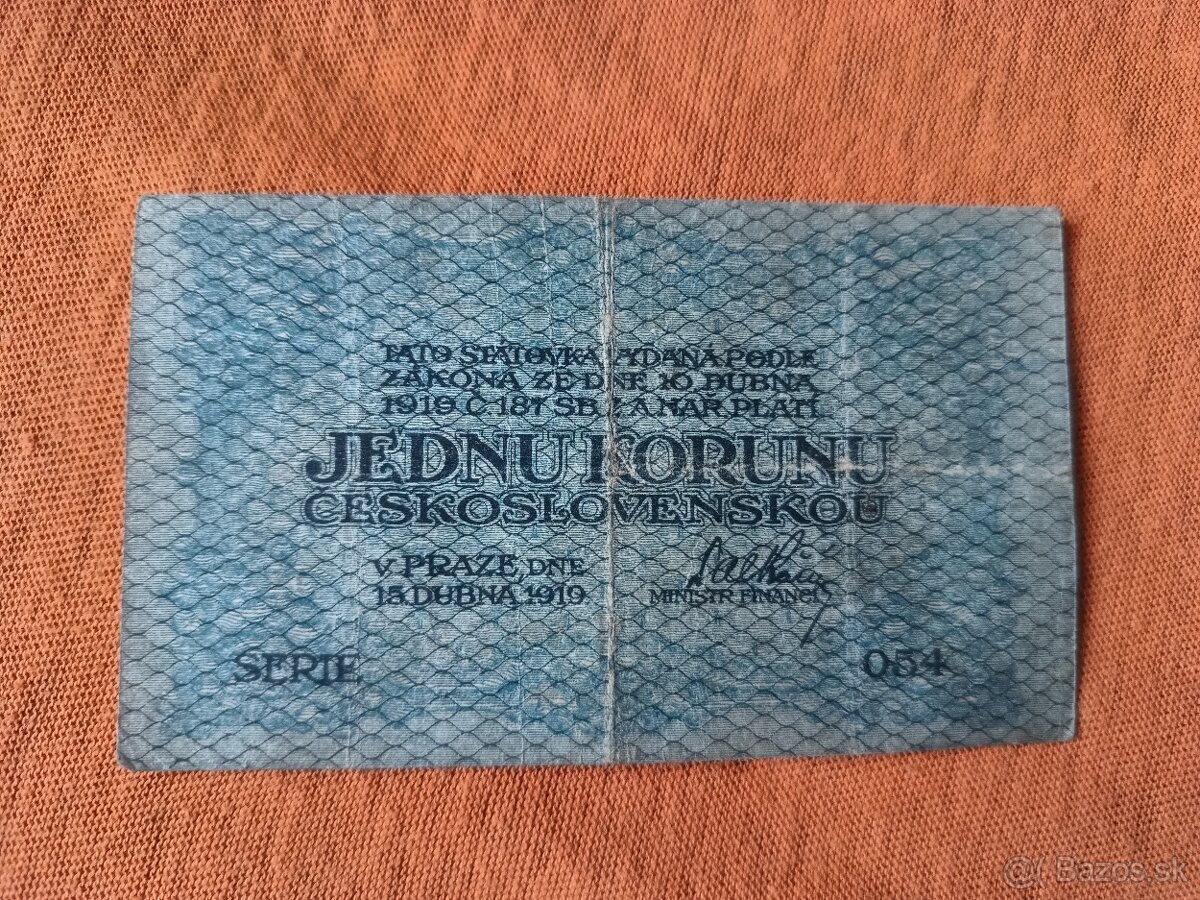 TATO STÁTOVKA VYDANÁ PODLE
ZÁKONA ZE DNE 10. DUBNA
1919 Č. 187 SB. Z. A NAŘ. PLATÍ
JEDNU KORUNU
ČESKOSLOVENSKOU
V PRAZE, DNE
15. DUBNA 1919
MINISTR FINANCÍ
SERIE
054
@( Bazos.sk